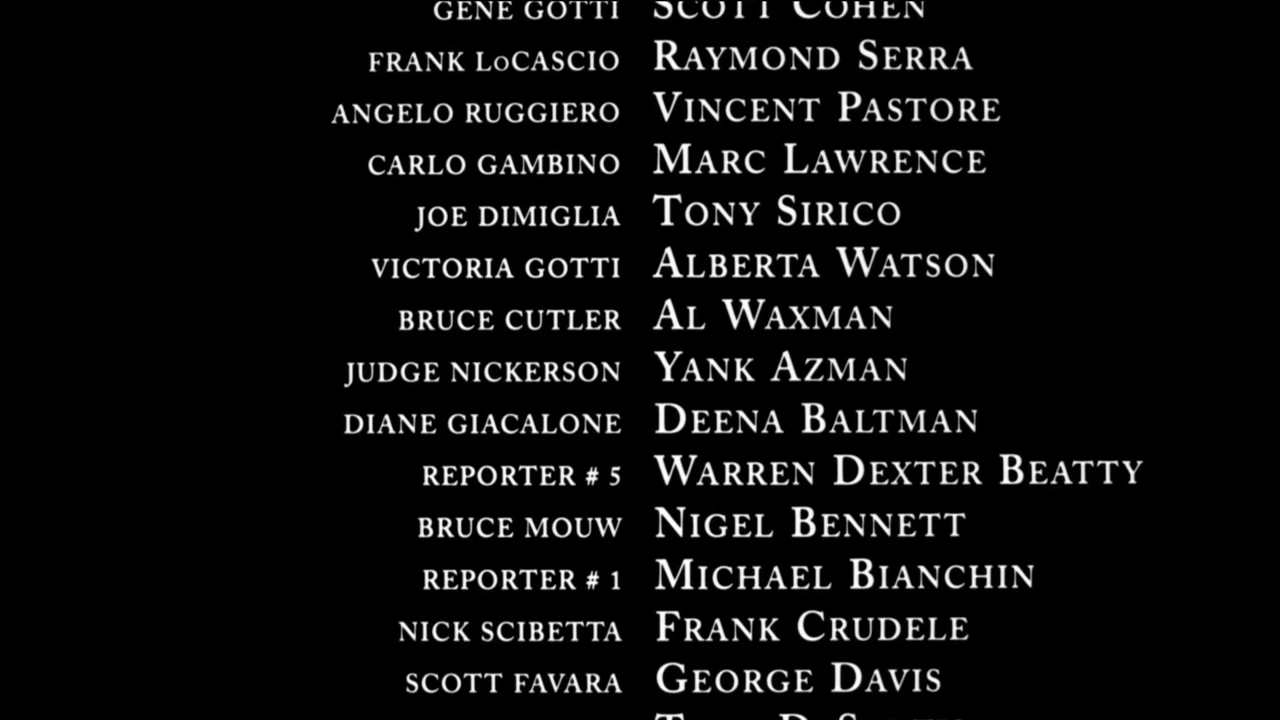 GENE GOTTI SCOTT COHEN
FRANK LoCASCIO RAYMOND SERRA
ANGELO RUGGIERO VINCENT PASTORE
CARLO GAMBINO MARC LAWRENCE
JOE DIMIGLIA TONY SIRICO
VICTORIA GOTTI ALBERTA WATSON
BRUCE CUTLER AL WAXMAN
JUDGE NICKERSON YANK AZMAN
DIANE GIACALONE DEENA BALTMAN
REPORTER # 5 WARREN DEXTER BEATTY
BRUCE MOUW NIGEL BENNETT
REPORTER # 1 MICHAEL BIANCHIN
NICK SCIBETTA FRANK CRUDELE
SCOTT FAVARA GEORGE DAVIS